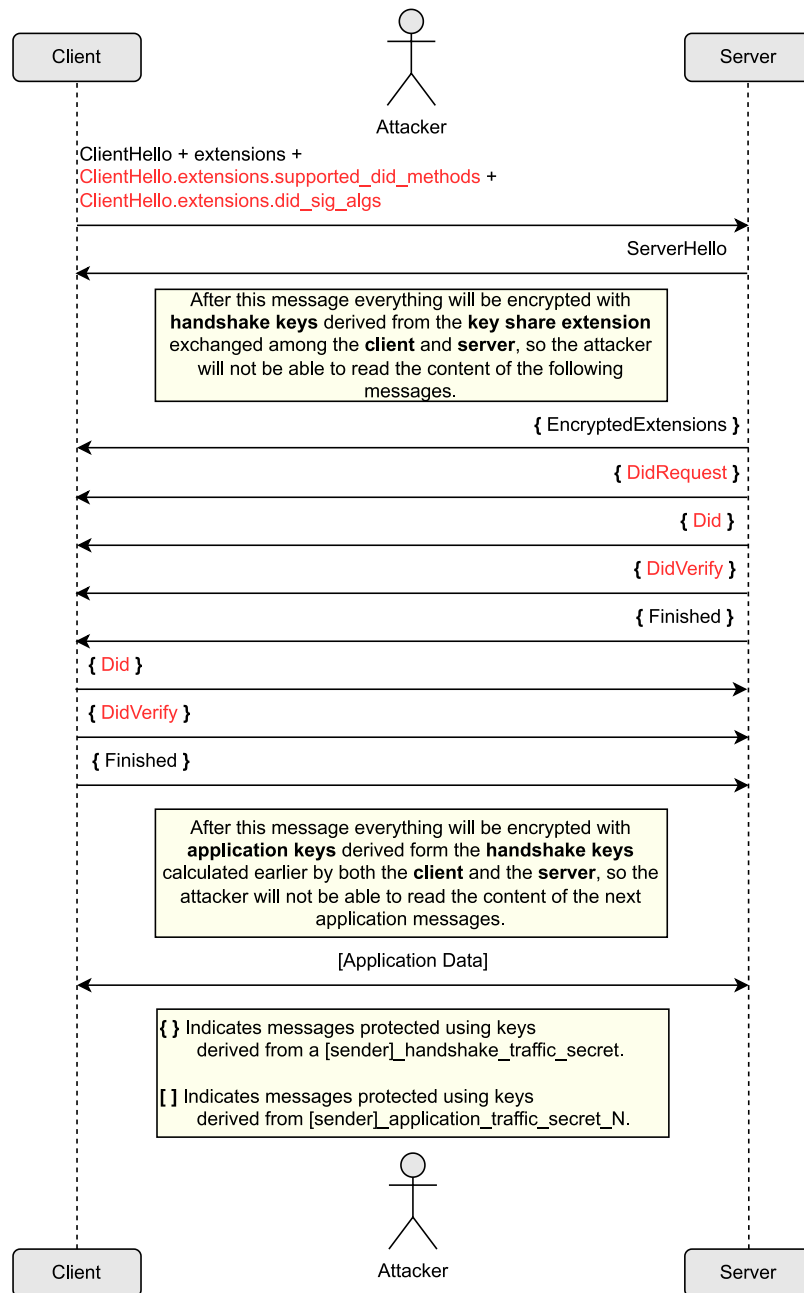 Client
Server
Attacker
ClientHello + extensions +
ClientHello.extensions.supported_did_methods +
ClientHello.extensions.did_sig_algs
ServerHello
After this message everything will be encrypted with
handshake keys derived from the key share extension
exchanged among the client and server, so the attacker
will not be able to read the content of the following
messages.
{ EncryptedExtensions }
{ DidRequest }
{ Did }
{ DidVerify }
{ Finished }
{ Did }
{ DidVerify }
{ Finished }
After this message everything will be encrypted with
application keys derived form the handshake keys
calculated earlier by both the client and the server, so the
attacker will not be able to read the content of the next
application messages.
[Application Data]
{ } Indicates messages protected using keys
derived from a [sender]_handshake_traffic_secret.
[ ] Indicates messages protected using keys
derived from [sender]_application_traffic_secret_N.
Client
Attacker
Server